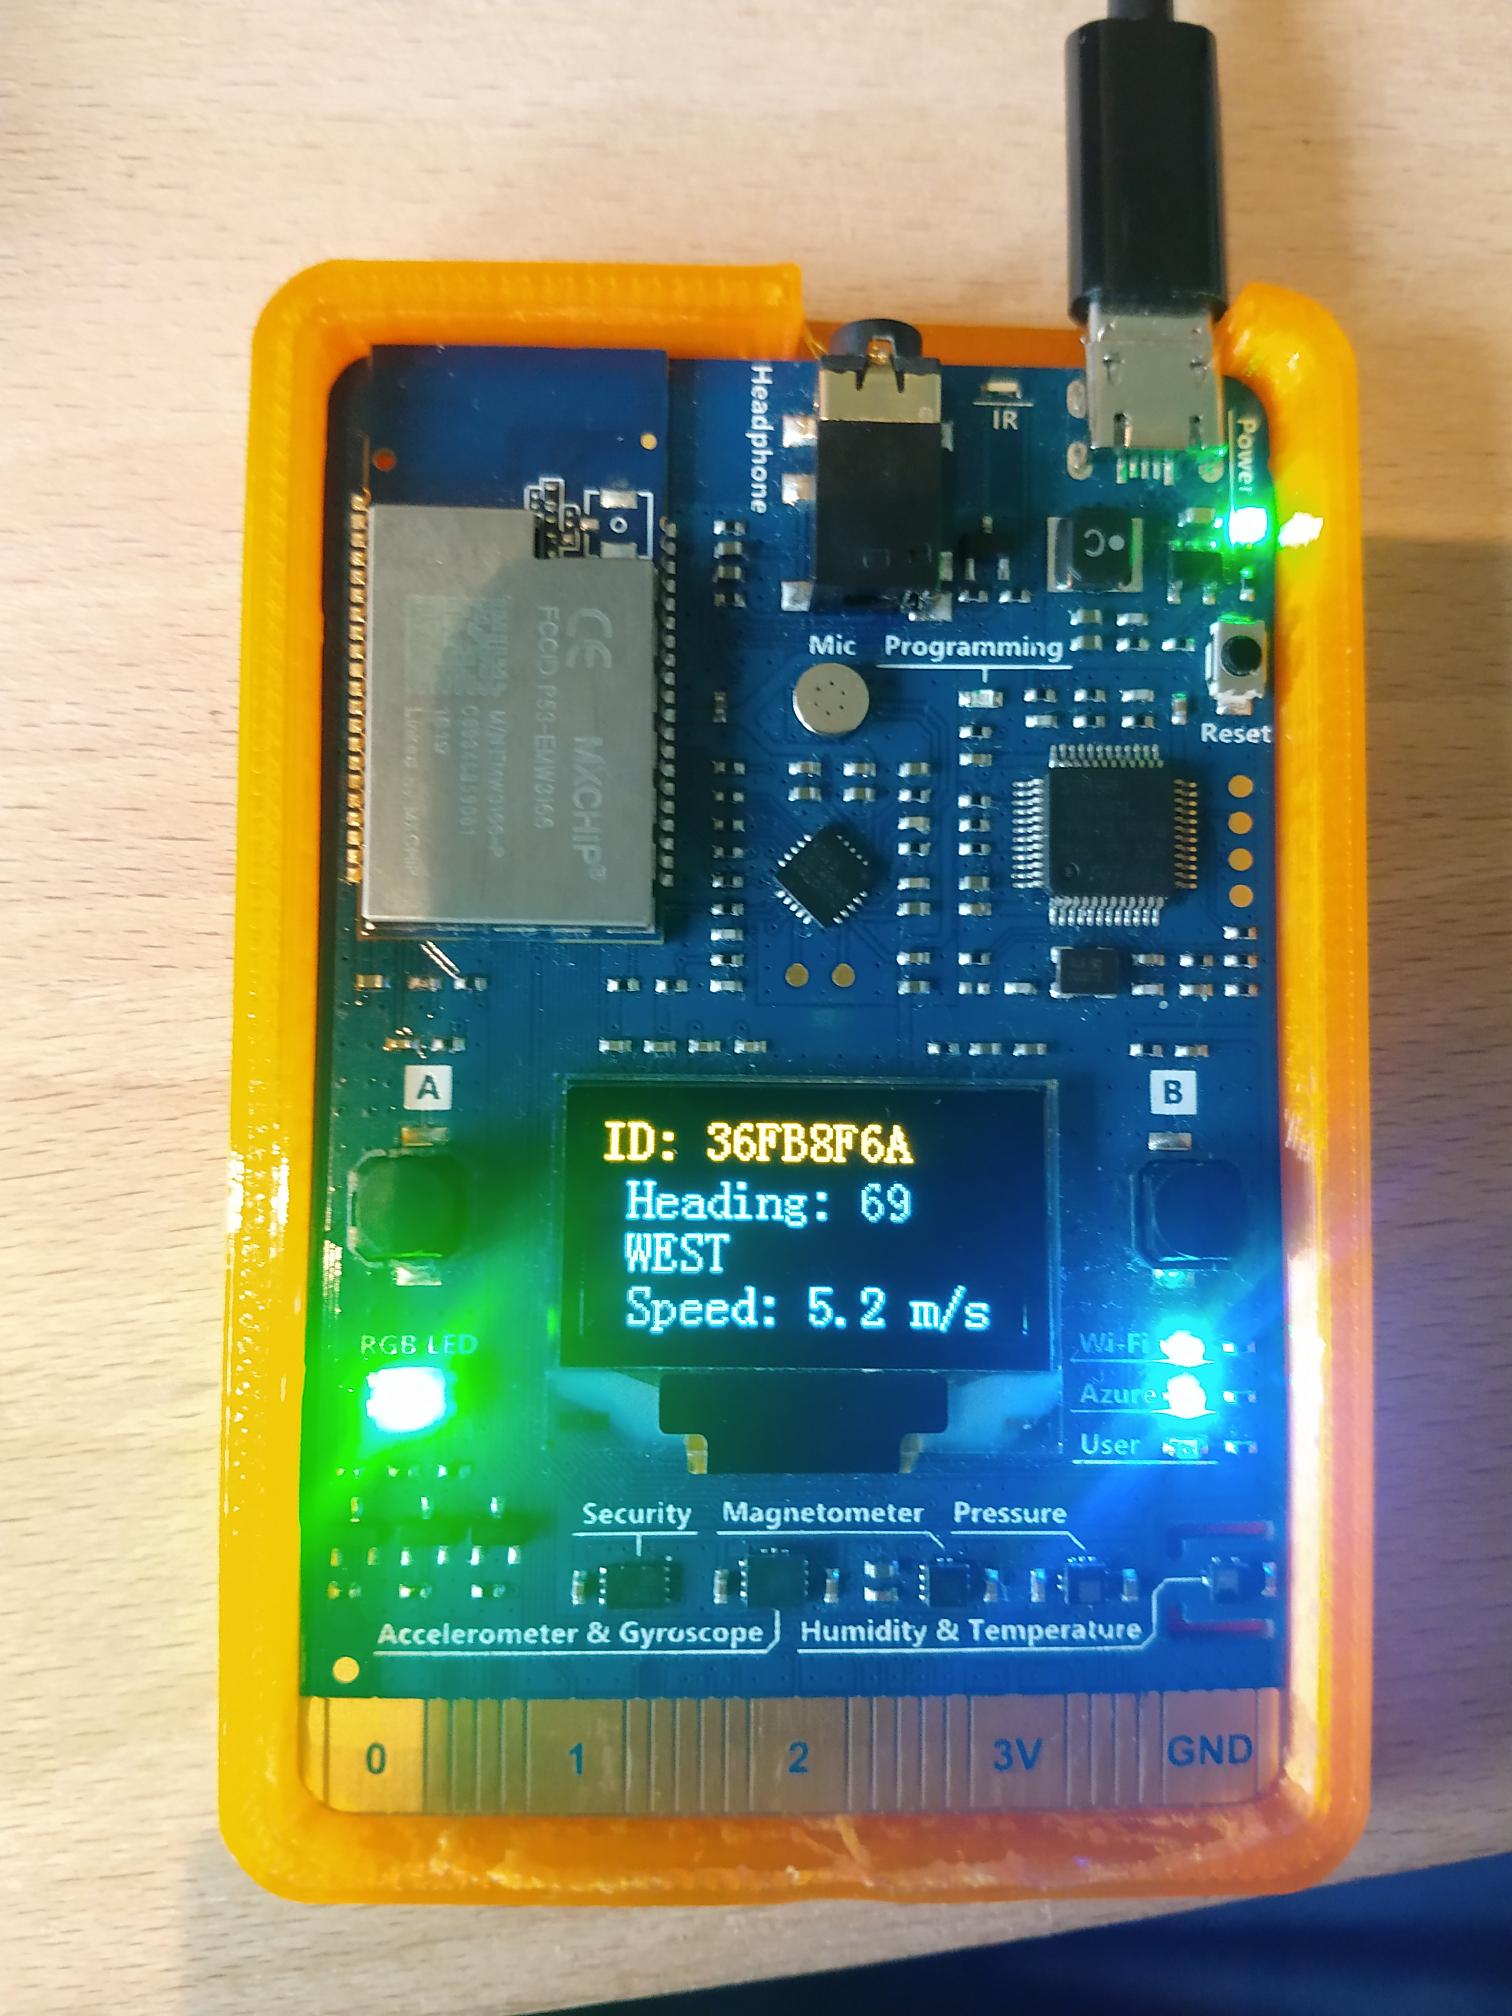 Headphone
IR
Power
CE
FCCID P53-EMW3166
MXCHIP®
Mic
Programming
Reset
A
B
ID: 36FB8F6A
Heading: 69
WEST
Speed: 5.2 m/s
RGB LED
Wi-Fi
Azure
User
Security
Magnetometer
Pressure
Accelerometer & Gyroscope
Humidity & Temperature
0
1
2
3V
GND